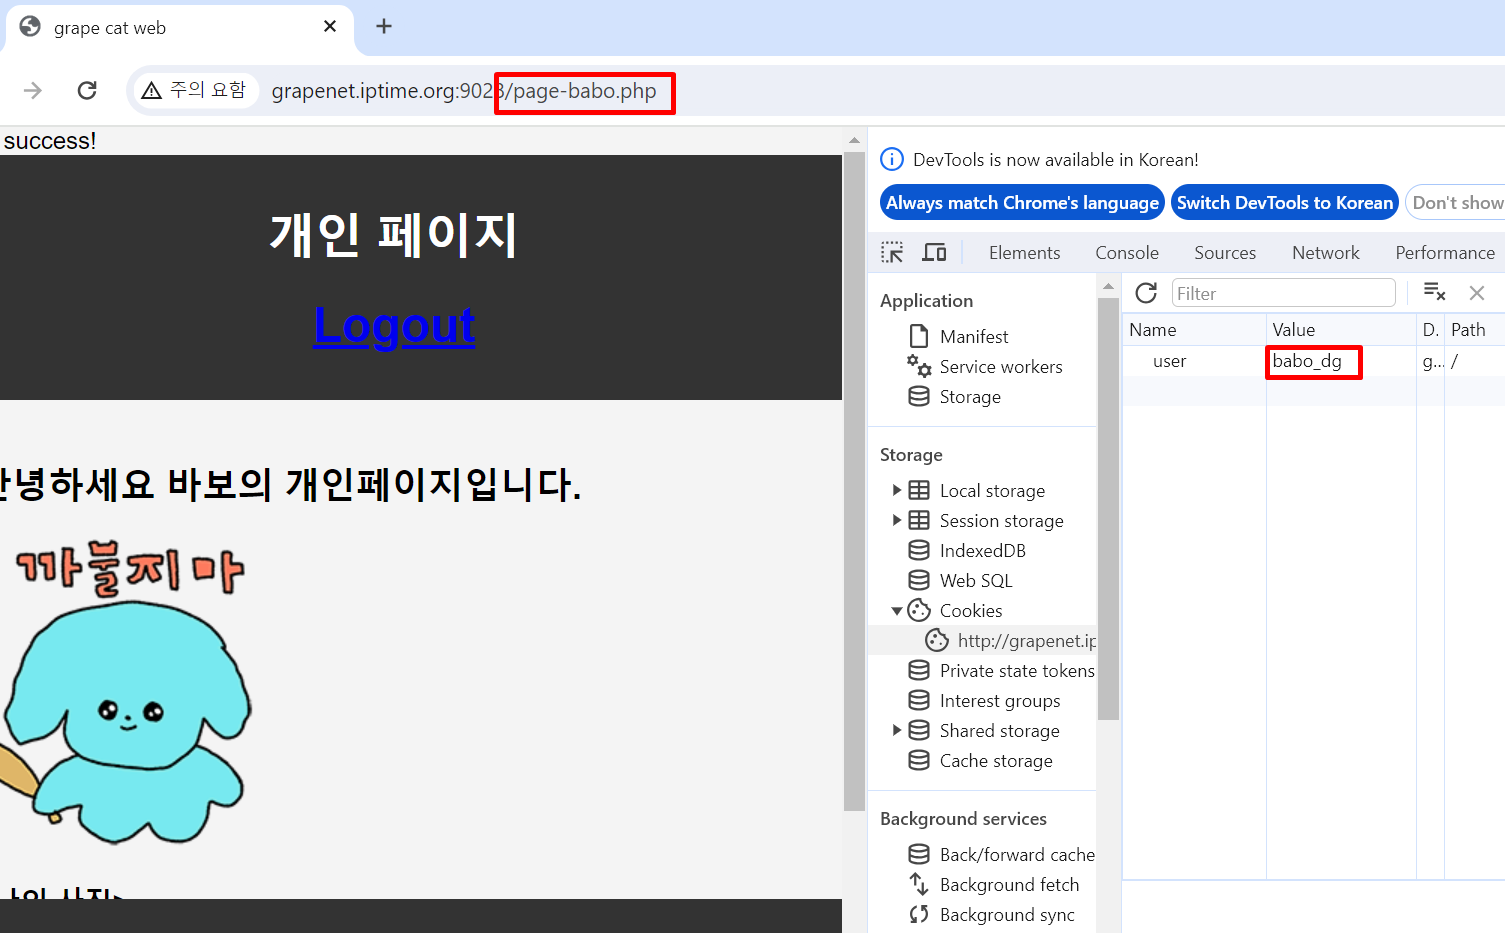 grape cat web
주의 요함
grapenet.iptime.org:9023/page-babo.php
success!
개인 페이지
Logout
안녕하세요 바보의 개인페이지입니다.
까불지마
DevTools is now available in Korean!
Always match Chrome's language
Switch DevTools to Korean
Don't show
Elements
Console
Sources
Network
Performance
Application
Manifest
Service workers
Storage
Storage
Local storage
Session storage
IndexedDB
Web SQL
Cookies
http://grapenet.ip
Private state tokens
Interest groups
Shared storage
Cache storage
Background services
Back/forward cache
Background fetch
Background sync
Filter
Name Value D. Path
user babo_dg g... /